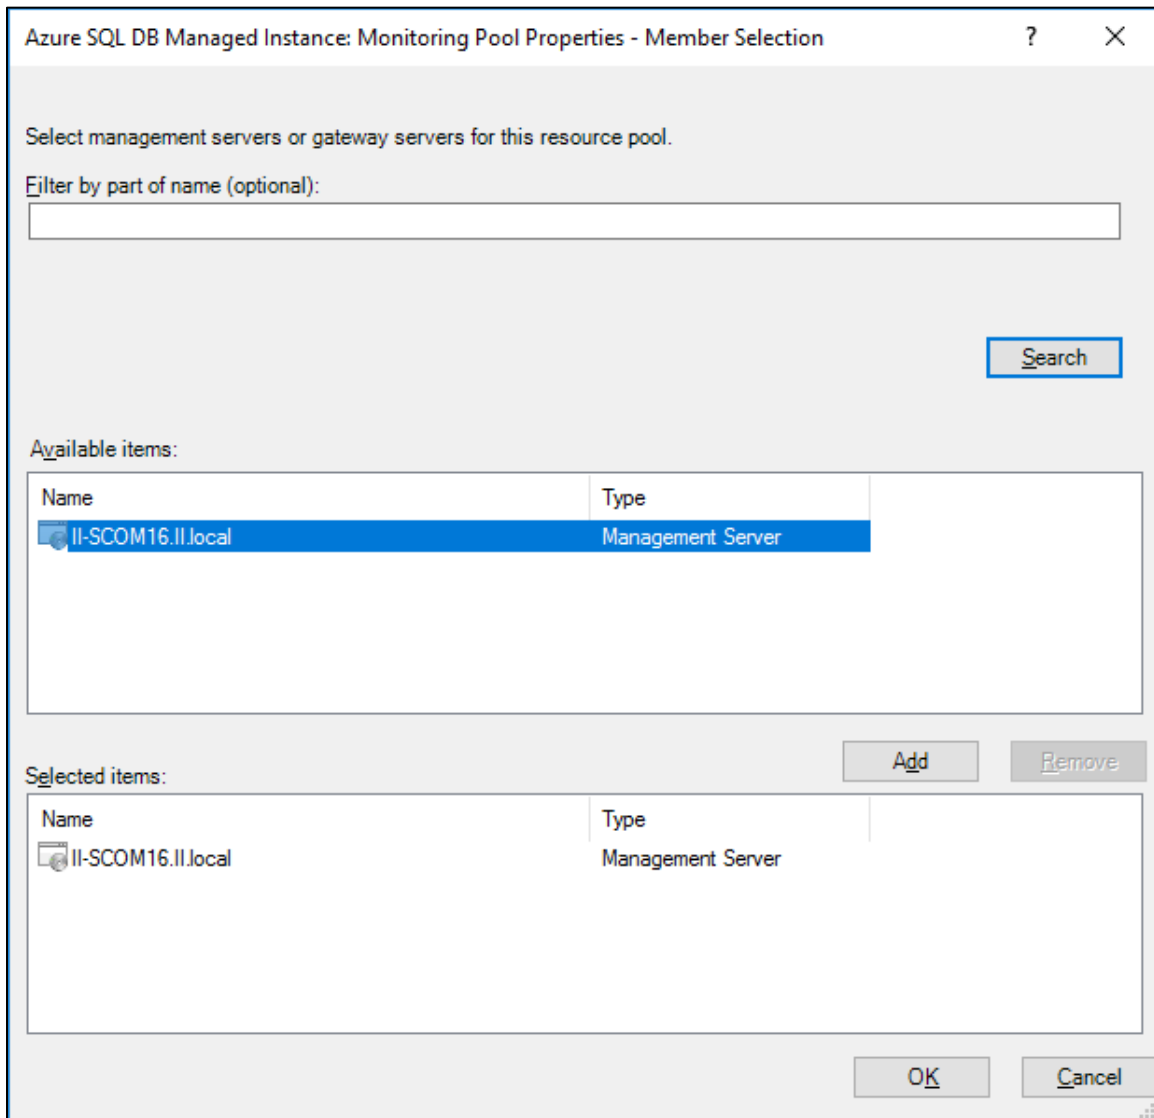 Azure SQL DB Managed Instance: Monitoring Pool Properties - Member Selection ?
Select management servers or gateway servers for this resource pool.
Filter by part of name (optional):
Search
Available items:
Name Type
II-SCOM16.II.local Management Server
Add Remove
Selected items:
Name Type
II-SCOM16.II.local Management Server
OK Cancel